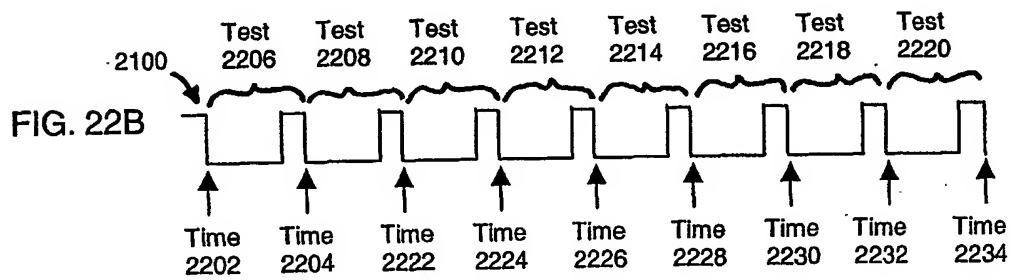 Test Test Test Test Test Test Test Test
2206 2208 2210 2212 2214 2216 2218 2220
2100
FIG. 22B
Time Time Time Time Time Time Time Time Time
2202 2204 2222 2224 2226 2228 2230 2232 2234